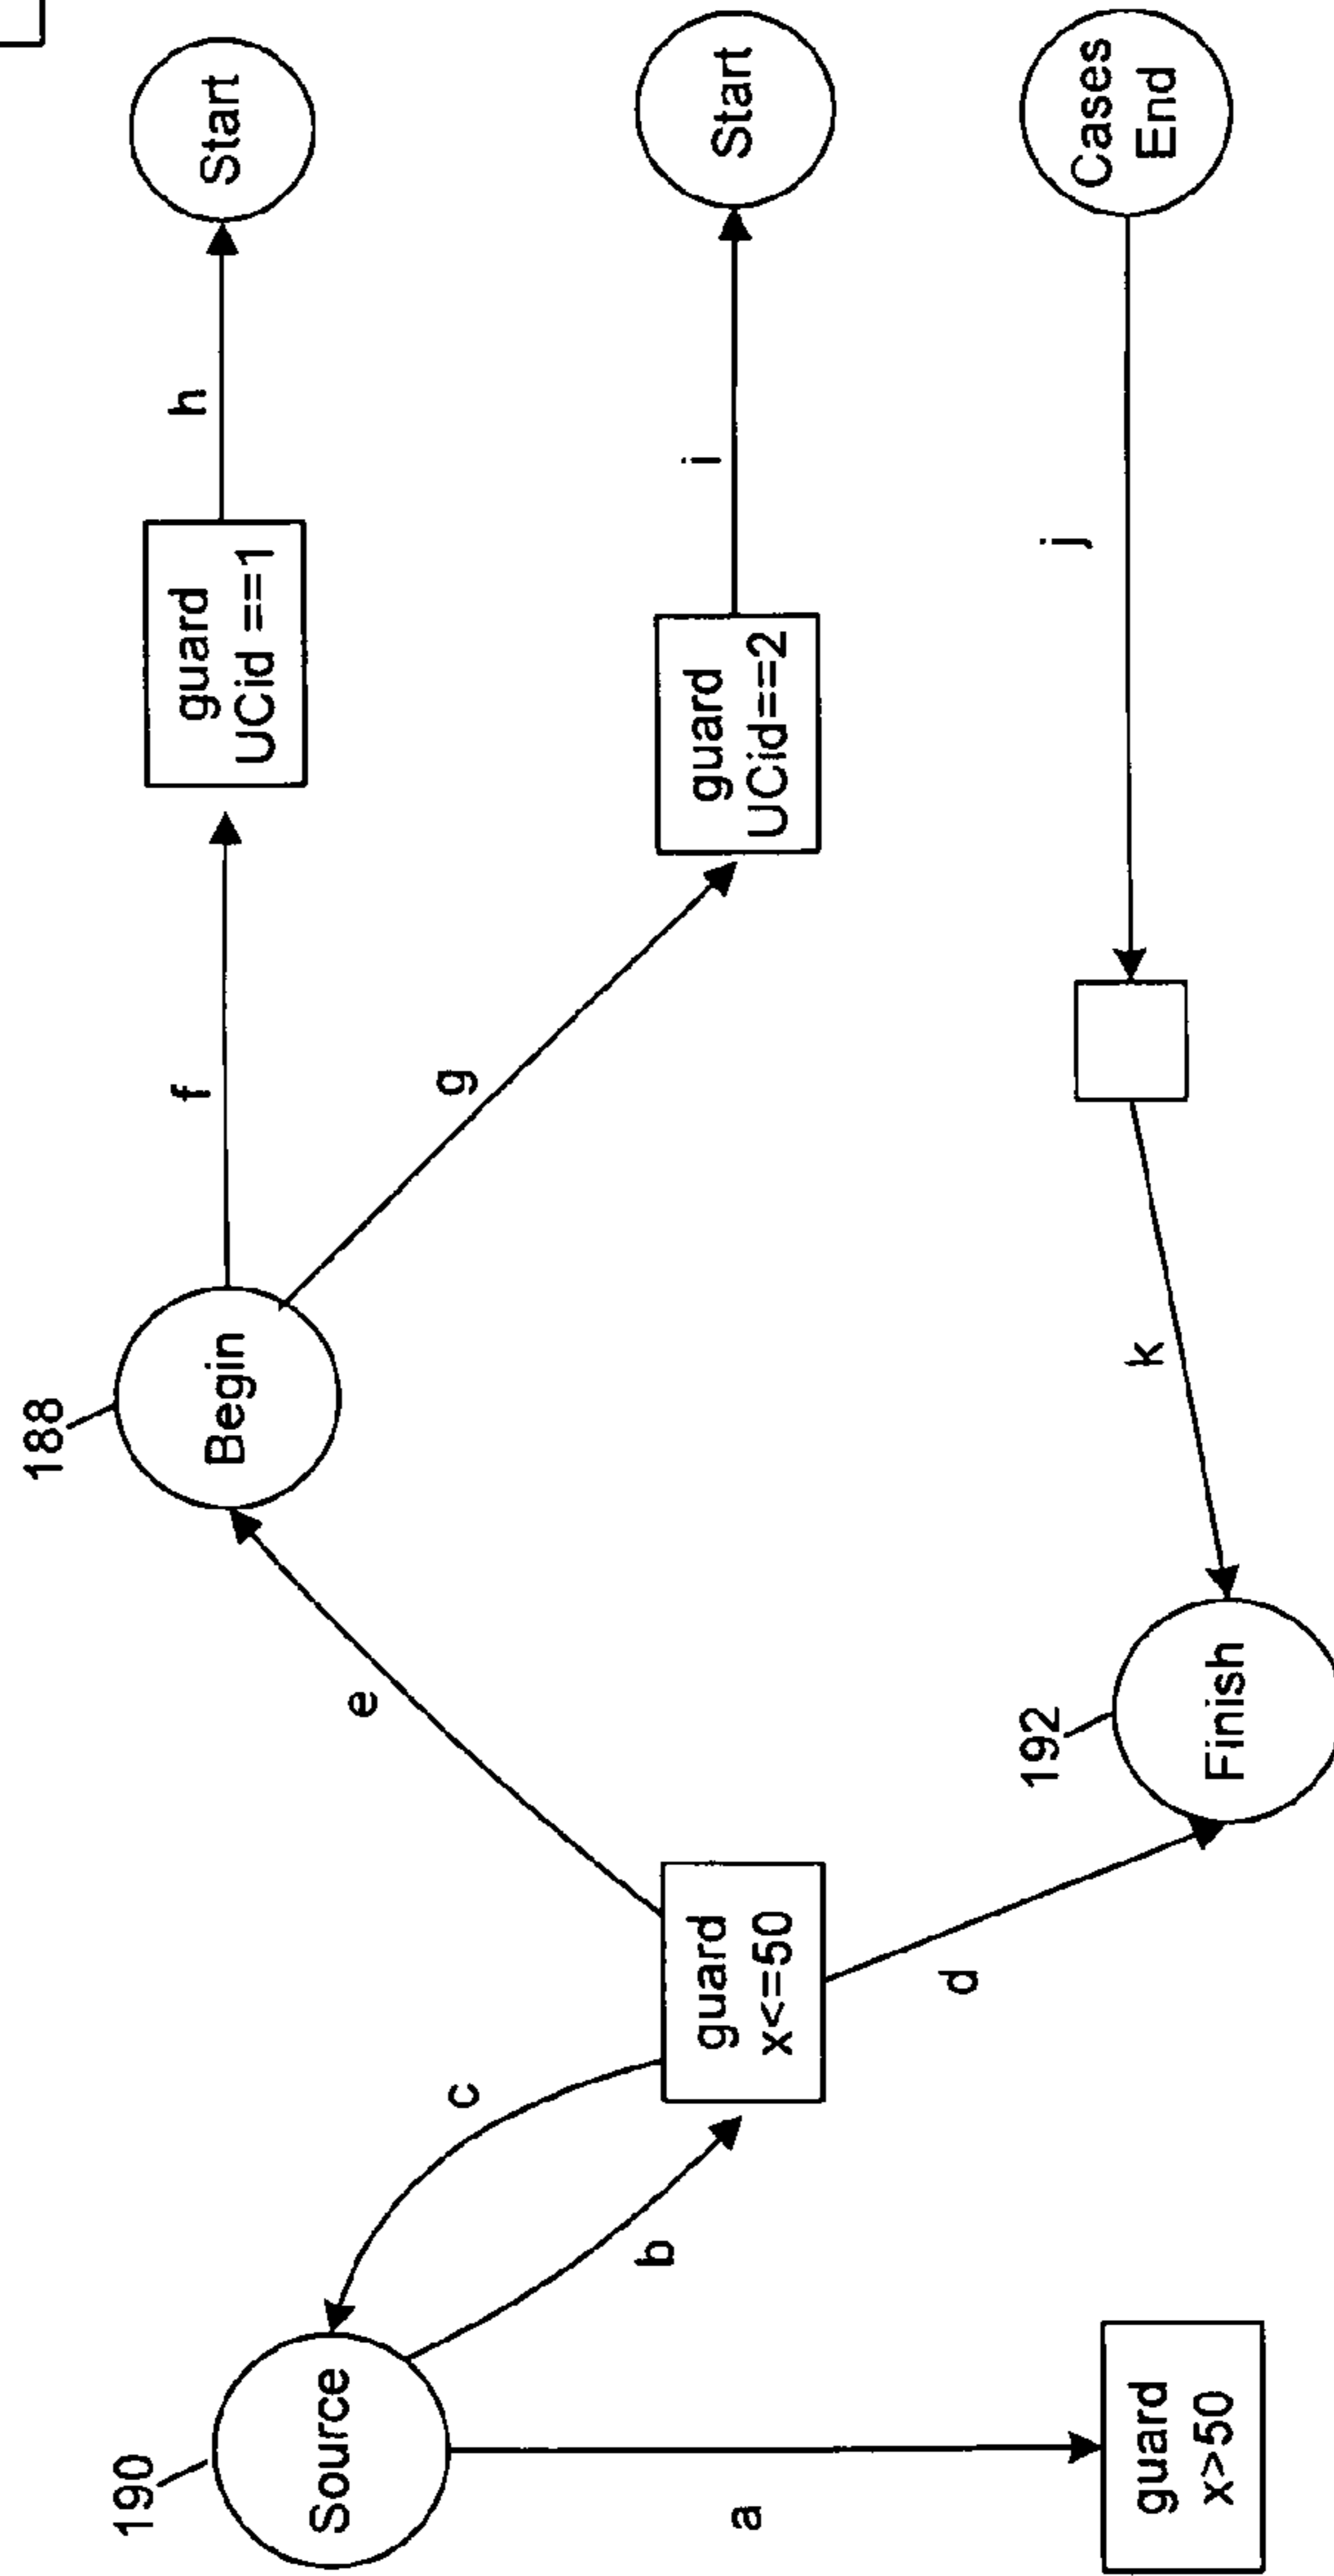 188
190
Source
a
b
c
guard
x<=50
guard
x>50
d
e
Begin
f
g
guard
UCid ==1
h
Start
guard
UCid==2
i
Start
192
Finish
k
j
Cases
End